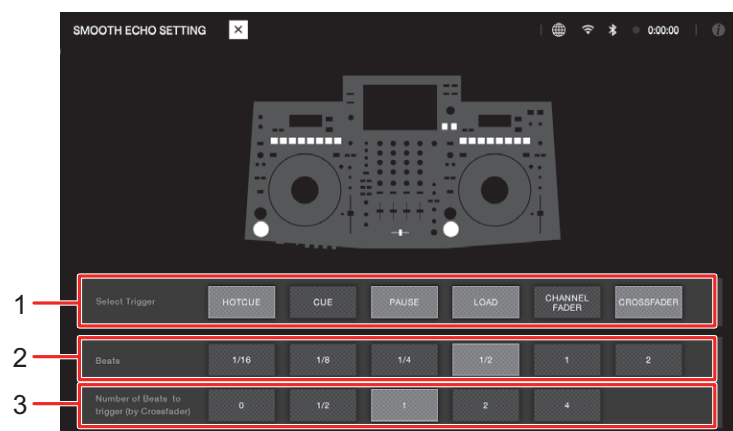 SMOOTH ECHO SETTING
0:00:00
1
Select Trigger HOTCUE CUE PAUSE LOAD CHANNEL FADER CROSSFADER
2
Beats 1/16 1/8 1/4 1/2 1 2
3
Number of Beats to
trigger (by Crossfader) 0 1/2 1 2 4